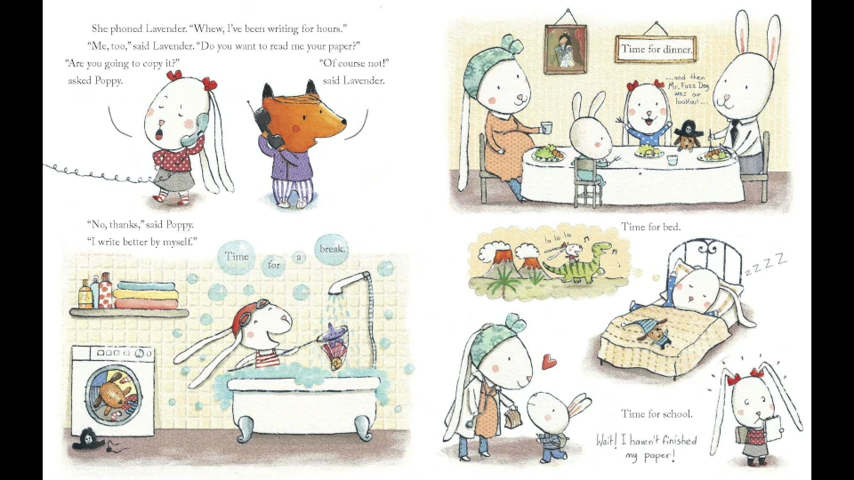 She phoned Lavender. "Whew, I've been writing for hours."
"Me, too," said Lavender. "Do you want to read me your paper?"
"Are you going to copy it?"
asked Poppy.
"Of course not!"
said Lavender.
"No, thanks," said Poppy.
"I write better by myself."
Time
for
a
break.
Time for dinner.
...and then
Mr. Fuzz Dog
was our
lookout...
Time for bed.
la la la
zzzz
Time for school.
Wait! I haven't finished
my paper!